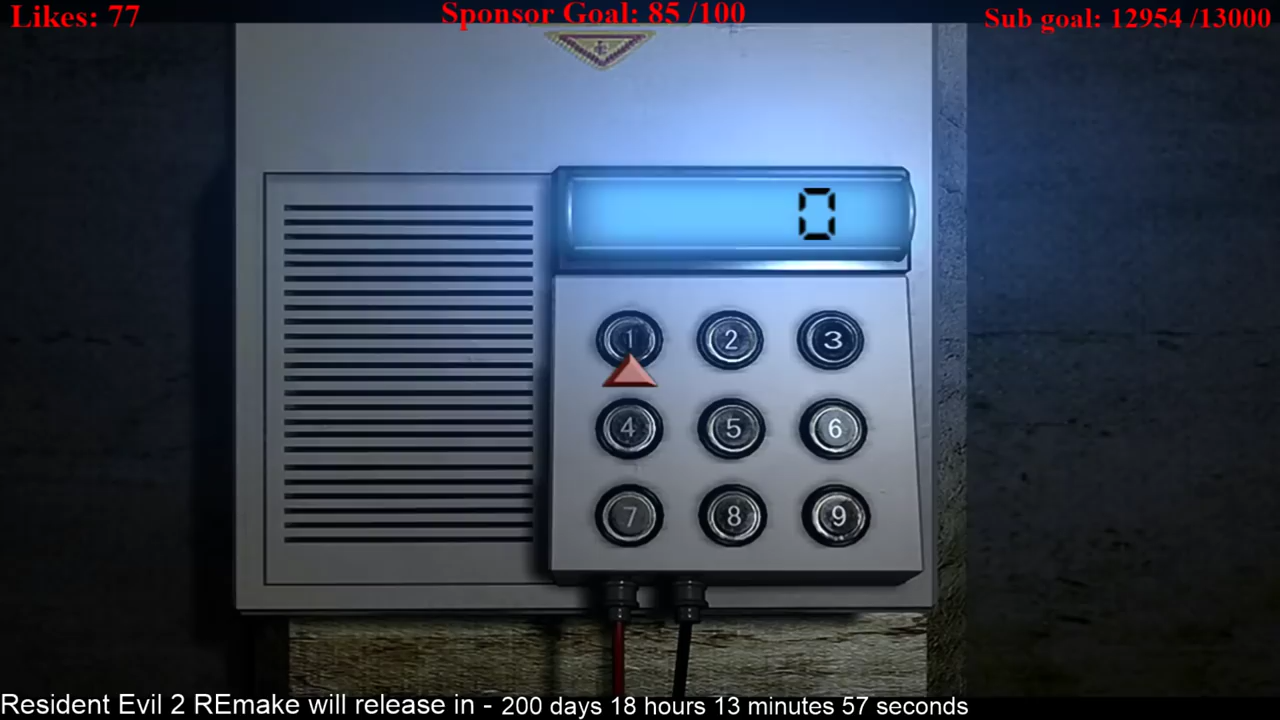 Likes: 77
Sponsor Goal: 85 /100
Sub goal: 12954 /13000
0
1 2 3
4 5 6
7 8 9
Resident Evil 2 REmake will release in - 200 days 18 hours 13 minutes 57 seconds